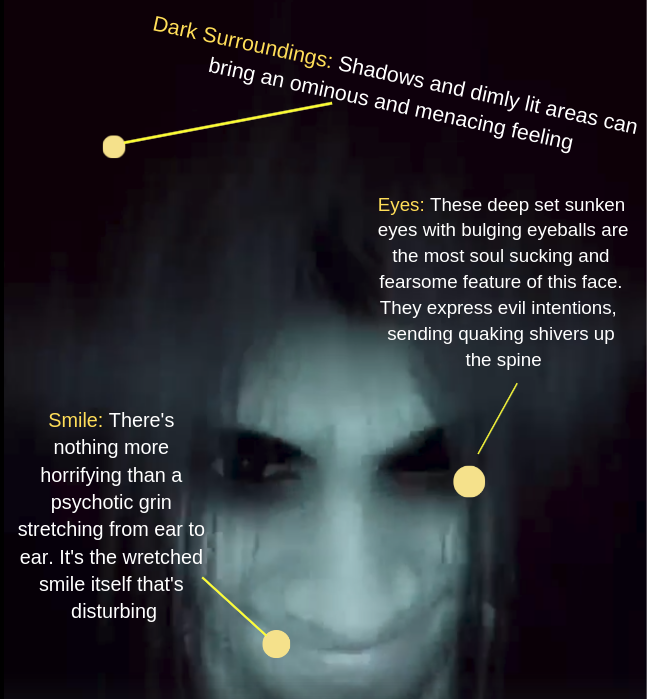 Dark Surroundings: Shadows and dimly lit areas can
bring an ominous and menacing feeling
Eyes: These deep set sunken
eyes with bulging eyeballs are
the most soul sucking and
fearsome feature of this face.
They express evil intentions,
sending quaking shivers up
the spine
Smile: There's
nothing more
horrifying than a
psychotic grin
stretching from ear to
ear. It's the wretched
smile itself that's
disturbing